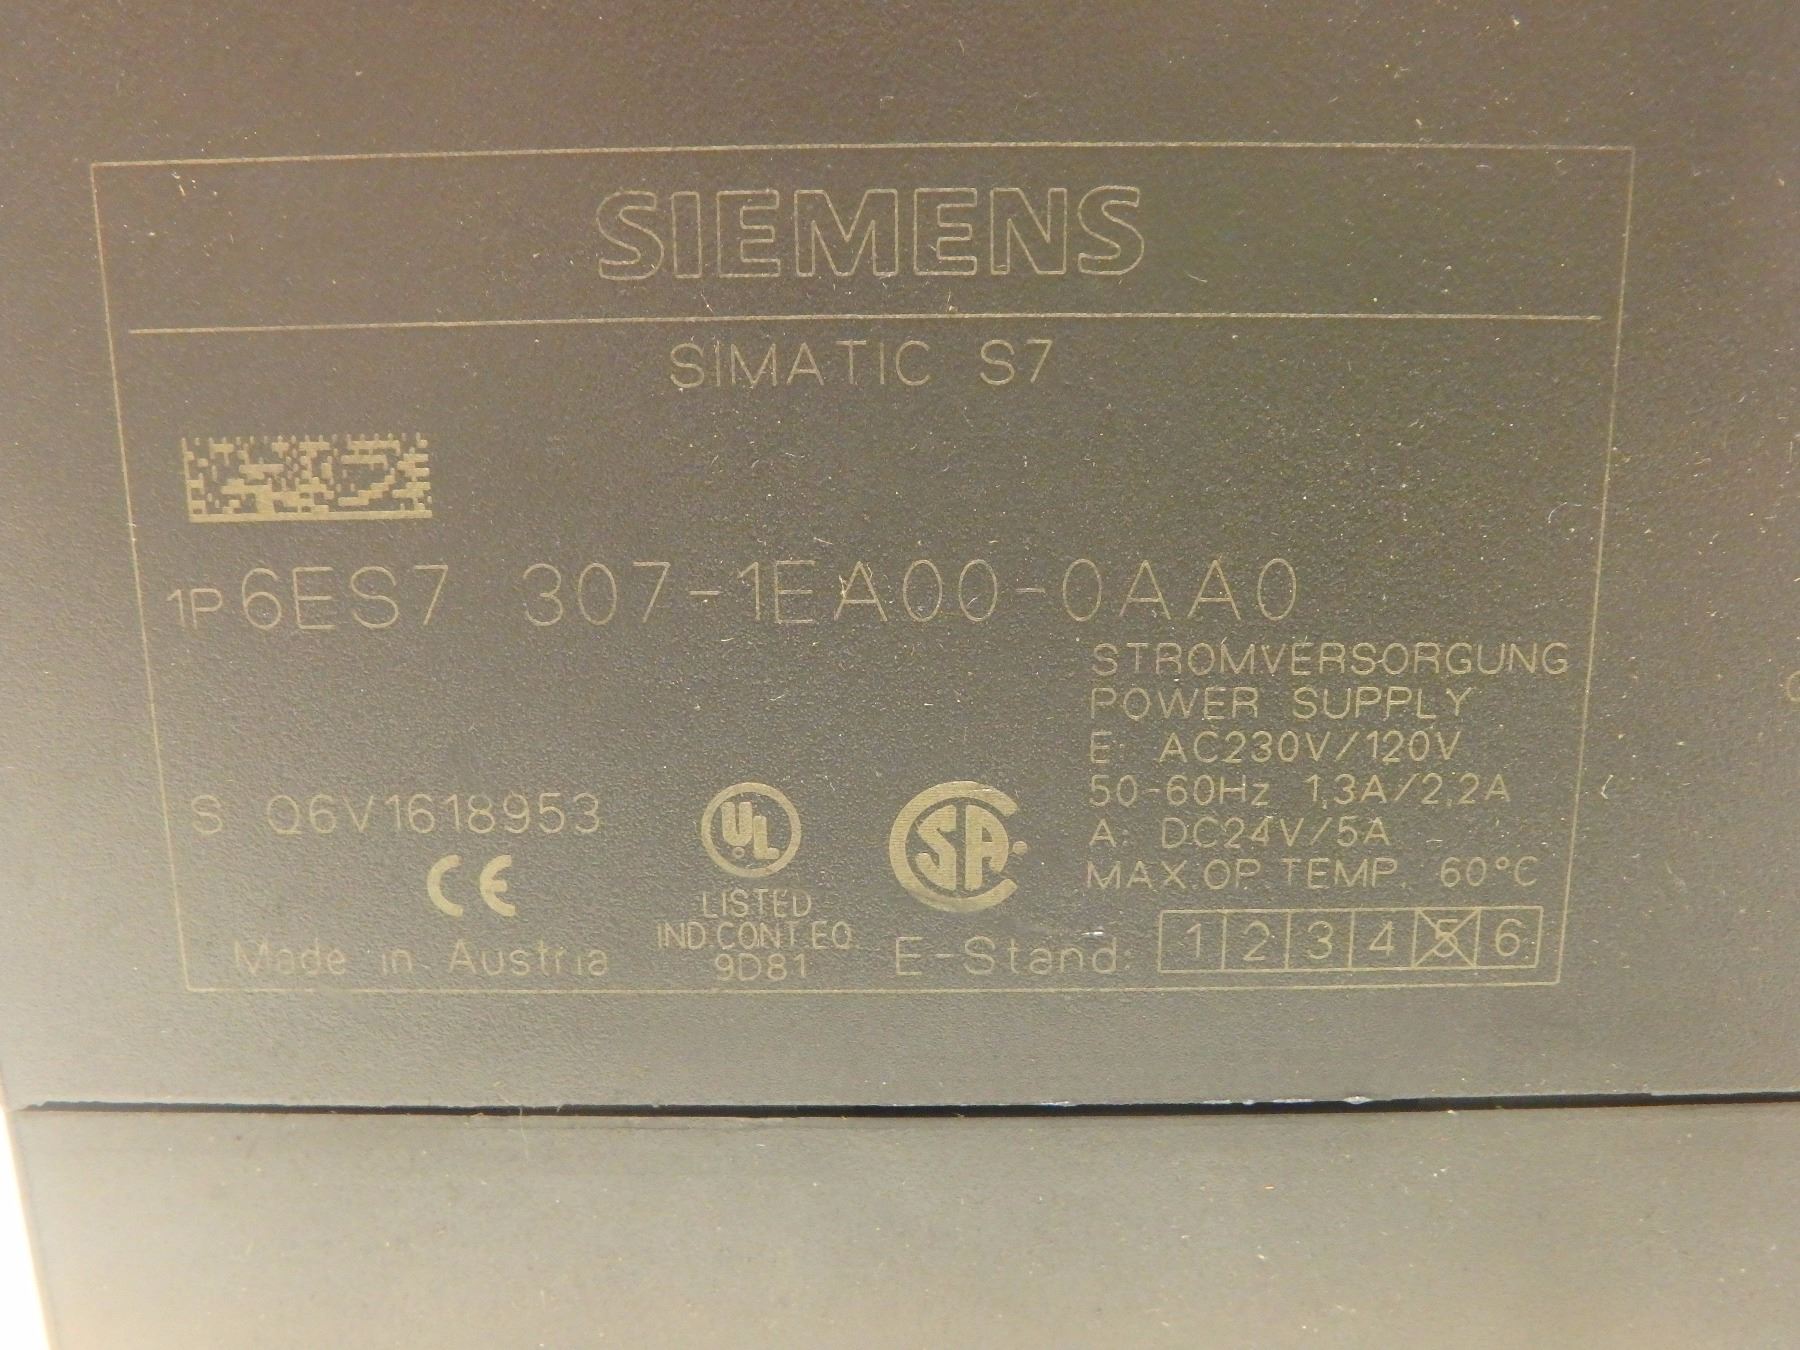 SIEMENS
SIMATIC S7
1P 6ES7 307-1EA00-0AA0
STROMVERSORGUNG
POWER SUPPLY
E: AC230V/120V
50-60Hz 1,3A/2,2A
A: DC24V/5A
MAX.OP.TEMP. 60°C
S Q6V1618953
CE
UL
LISTED
IND.CONT.EQ.
9D81
SA
Made in Austria
E-Stand: 1 2 3 4 5 6